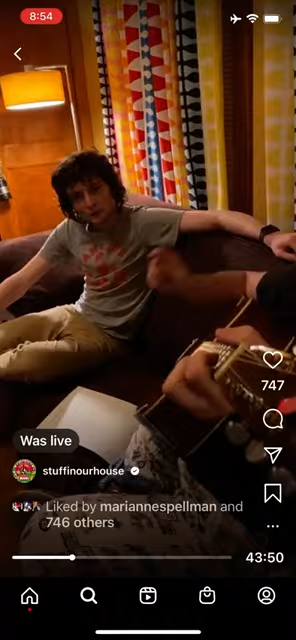 8:54
Was live
stuffinourhouse
Liked by mariannespellman and
746 others
747
43:50